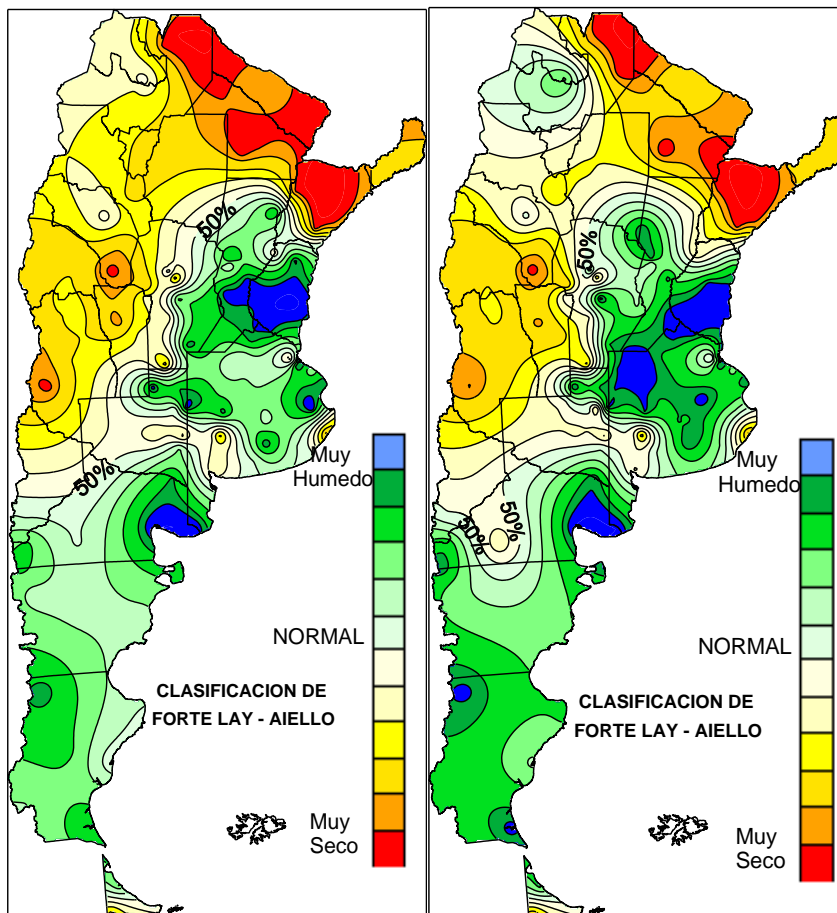 50%
50%
Muy
Humedo
NORMAL
CLASIFICACION DE
FORTE LAY - AIELLO
Muy
Seco
50%
50%
50%
Muy
Humedo
NORMAL
CLASIFICACION DE
FORTE LAY - AIELLO
Muy
Seco